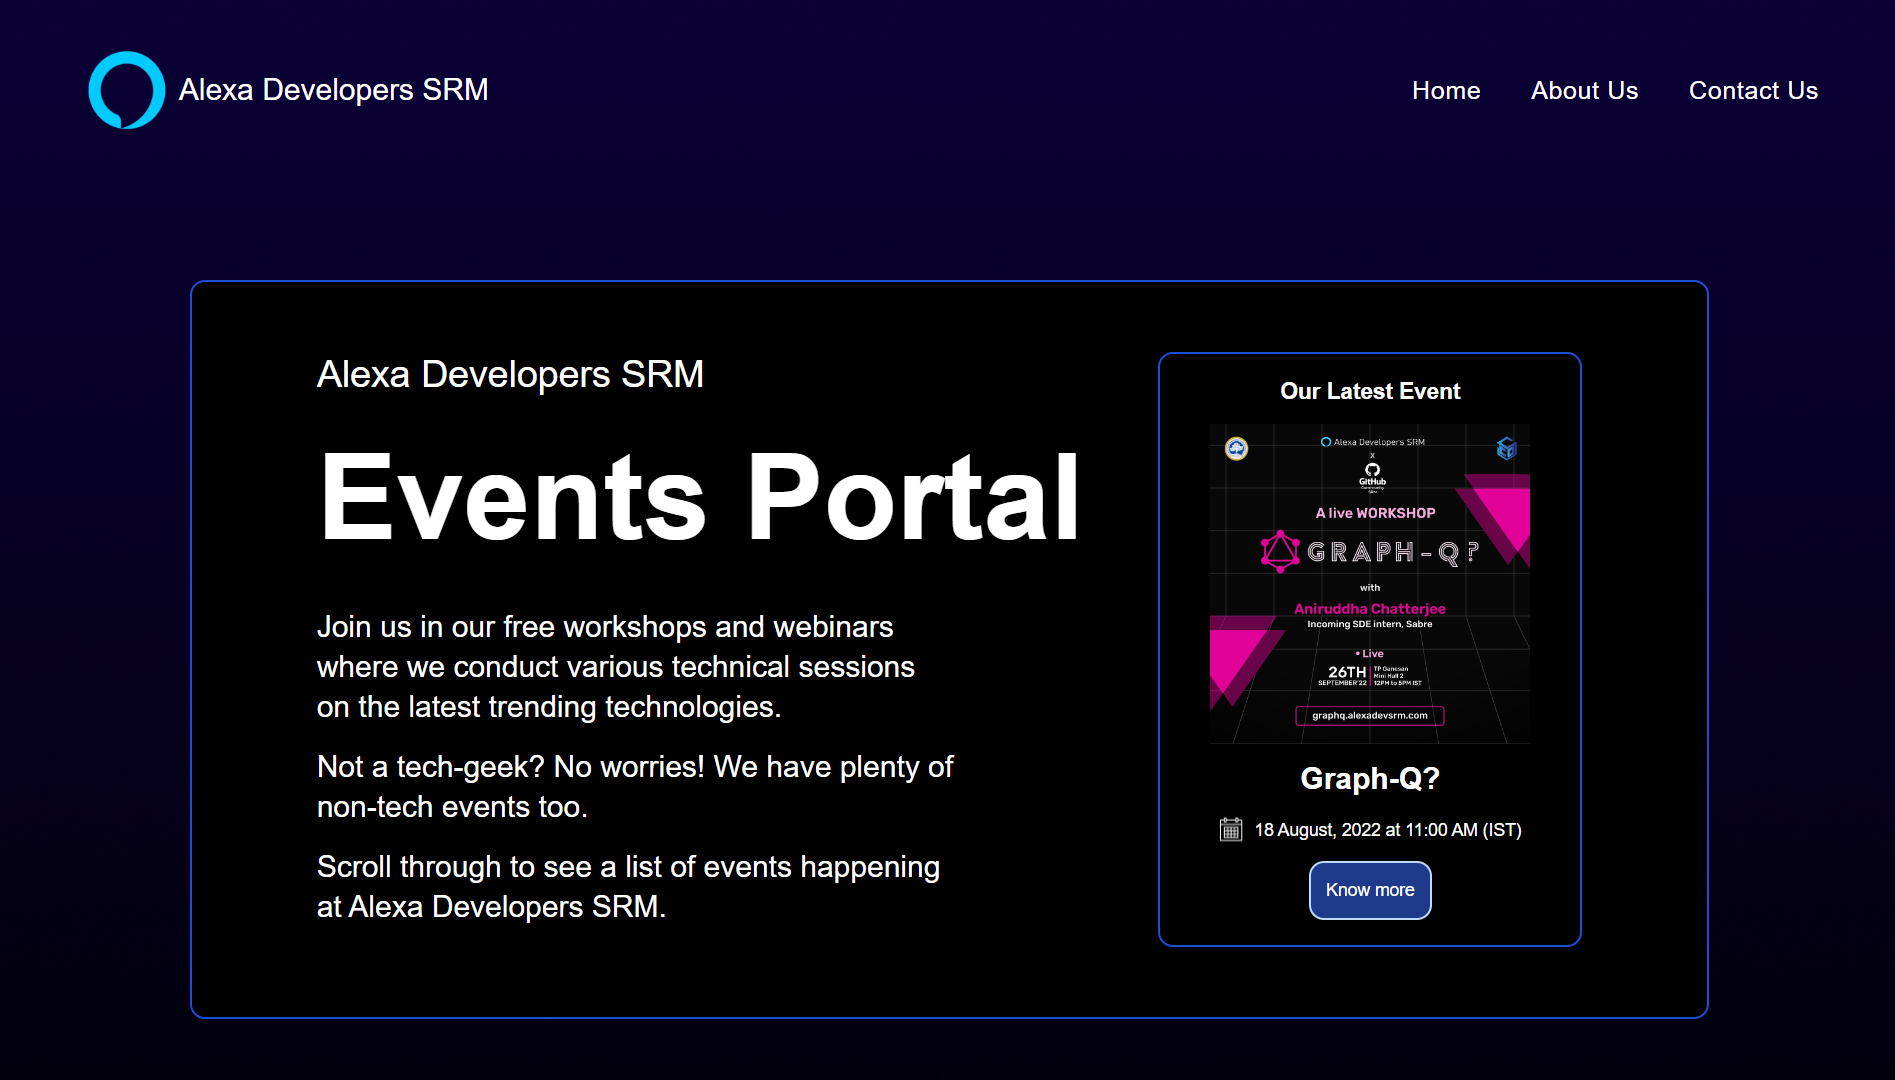 Alexa Developers SRM
Home
About Us
Contact Us
Alexa Developers SRM
Events Portal
Join us in our free workshops and webinars
where we conduct various technical sessions
on the latest trending technologies.
Not a tech-geek? No worries! We have plenty of
non-tech events too.
Scroll through to see a list of events happening
at Alexa Developers SRM.
Our Latest Event
Alexa Developers SRM
X
GitHub
Community
SRM
A live WORKSHOP
GRAPH-Q?
with
Aniruddha Chatterjee
Incoming SDE intern, Sabre
• Live
26TH
SEPTEMBER'22
TP Ganesan
Mini Hall 2
12PM to 5PM IST
graphq.alexadevsrm.com
Graph-Q?
18 August, 2022 at 11:00 AM (IST)
Know more